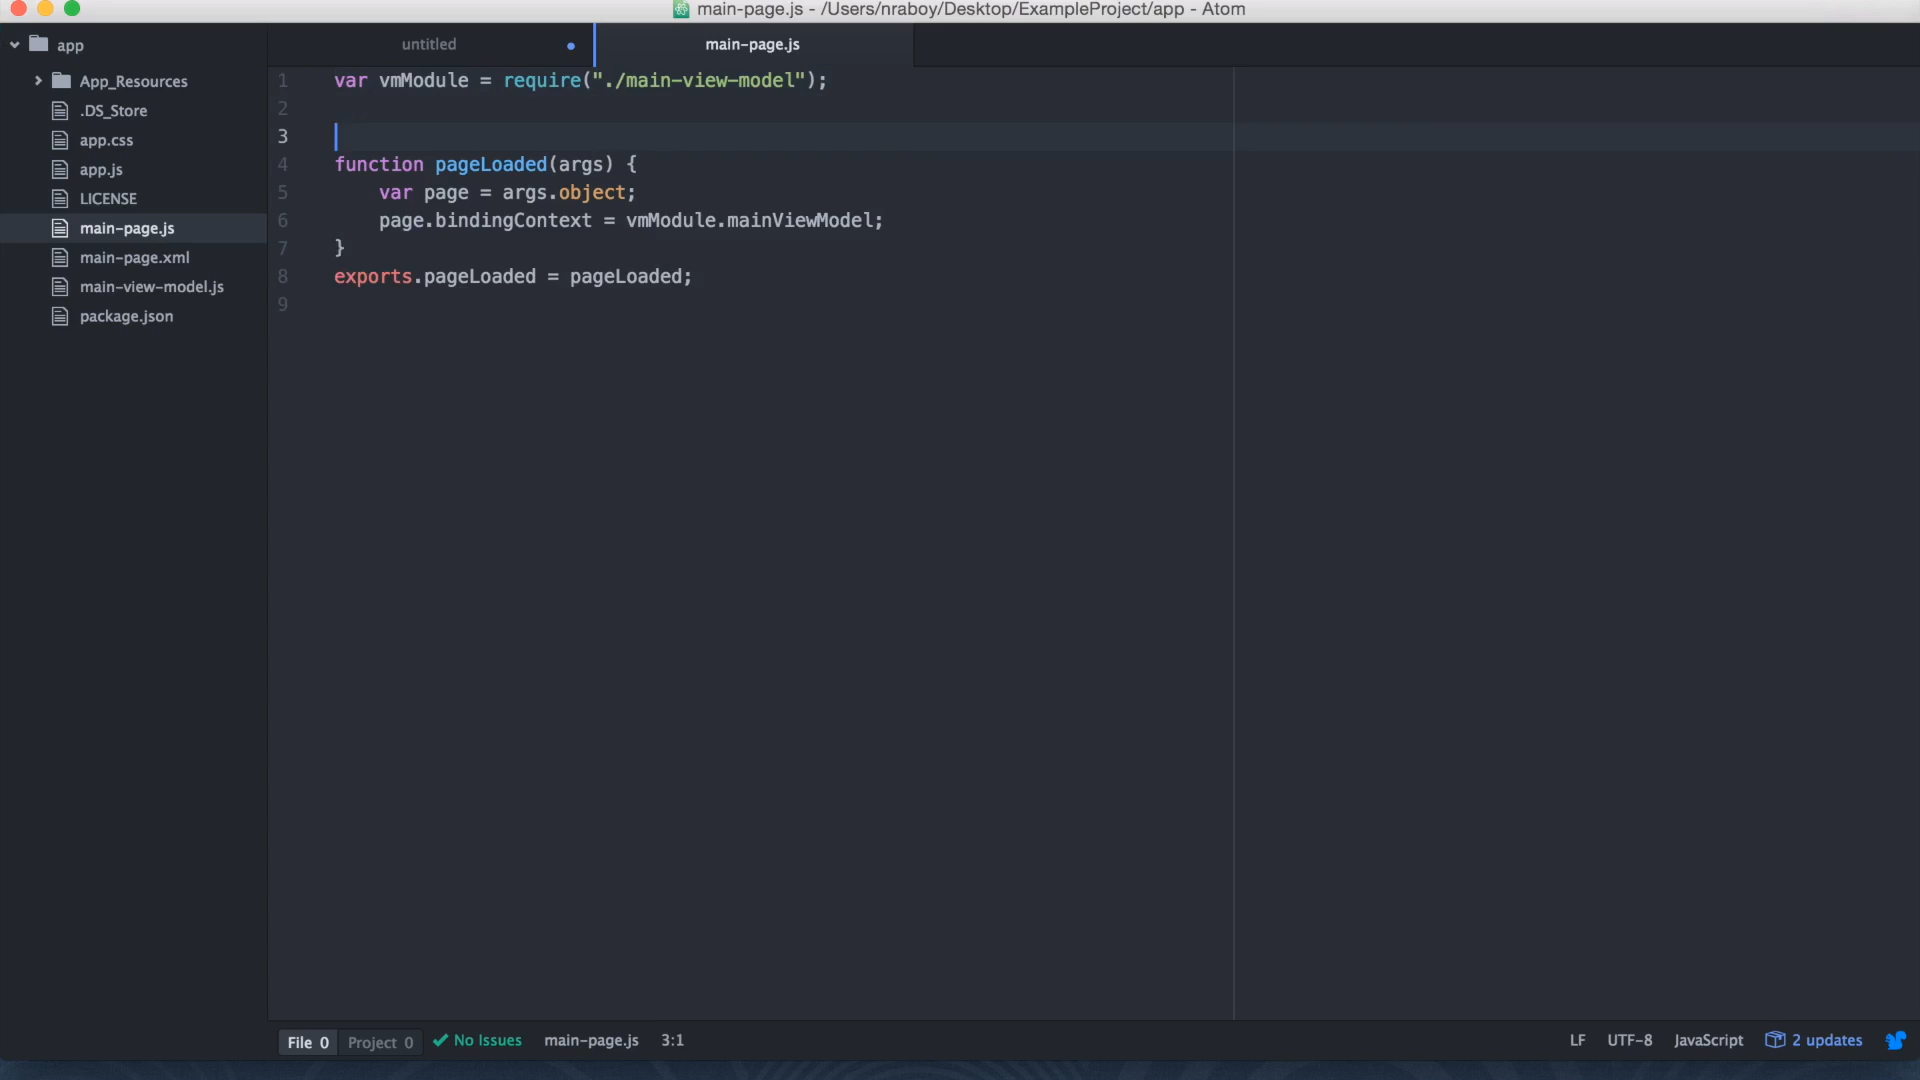 main-page.js - /Users/nraboy/Desktop/ExampleProject/app - Atom
app
App_Resources
.DS_Store
app.css
app.js
LICENSE
main-page.js
main-page.xml
main-view-model.js
package.json
untitled
main-page.js
1 var vmModule = require("./main-view-model");
2
3
4 function pageLoaded(args) {
5     var page = args.object;
6     page.bindingContext = vmModule.mainViewModel;
7 }
8 exports.pageLoaded = pageLoaded;
9
File 0 Project 0 No Issues main-page.js 3:1 LF UTF-8 JavaScript 2 updates